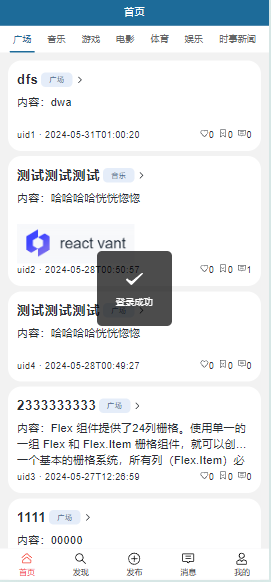 首页
广场 音乐 游戏 电影 体育 娱乐 时事新闻
dfs 广场
内容：dwa
uid1 · 2024-05-31T01:00:20 0 0 0
测试测试测试 音乐
内容：哈哈哈哈恍恍惚惚
react vant
uid2 · 2024-05-28T00:50:57 0 0 1
登录成功
测试测试测试 广场
内容：哈哈哈哈恍恍惚惚
uid4 · 2024-05-28T00:49:27 0 0 0
2333333333 广场
内容：Flex 组件提供了24列栅格。使用单一的
一组 Flex 和 Flex.Item 栅格组件，就可以创...
一个基本的栅格系统，所有列（Flex.Item）必
uid3 · 2024-05-27T12:26:59 0 0 0
1111 广场
内容：00000
首页 发现 发布 消息 我的